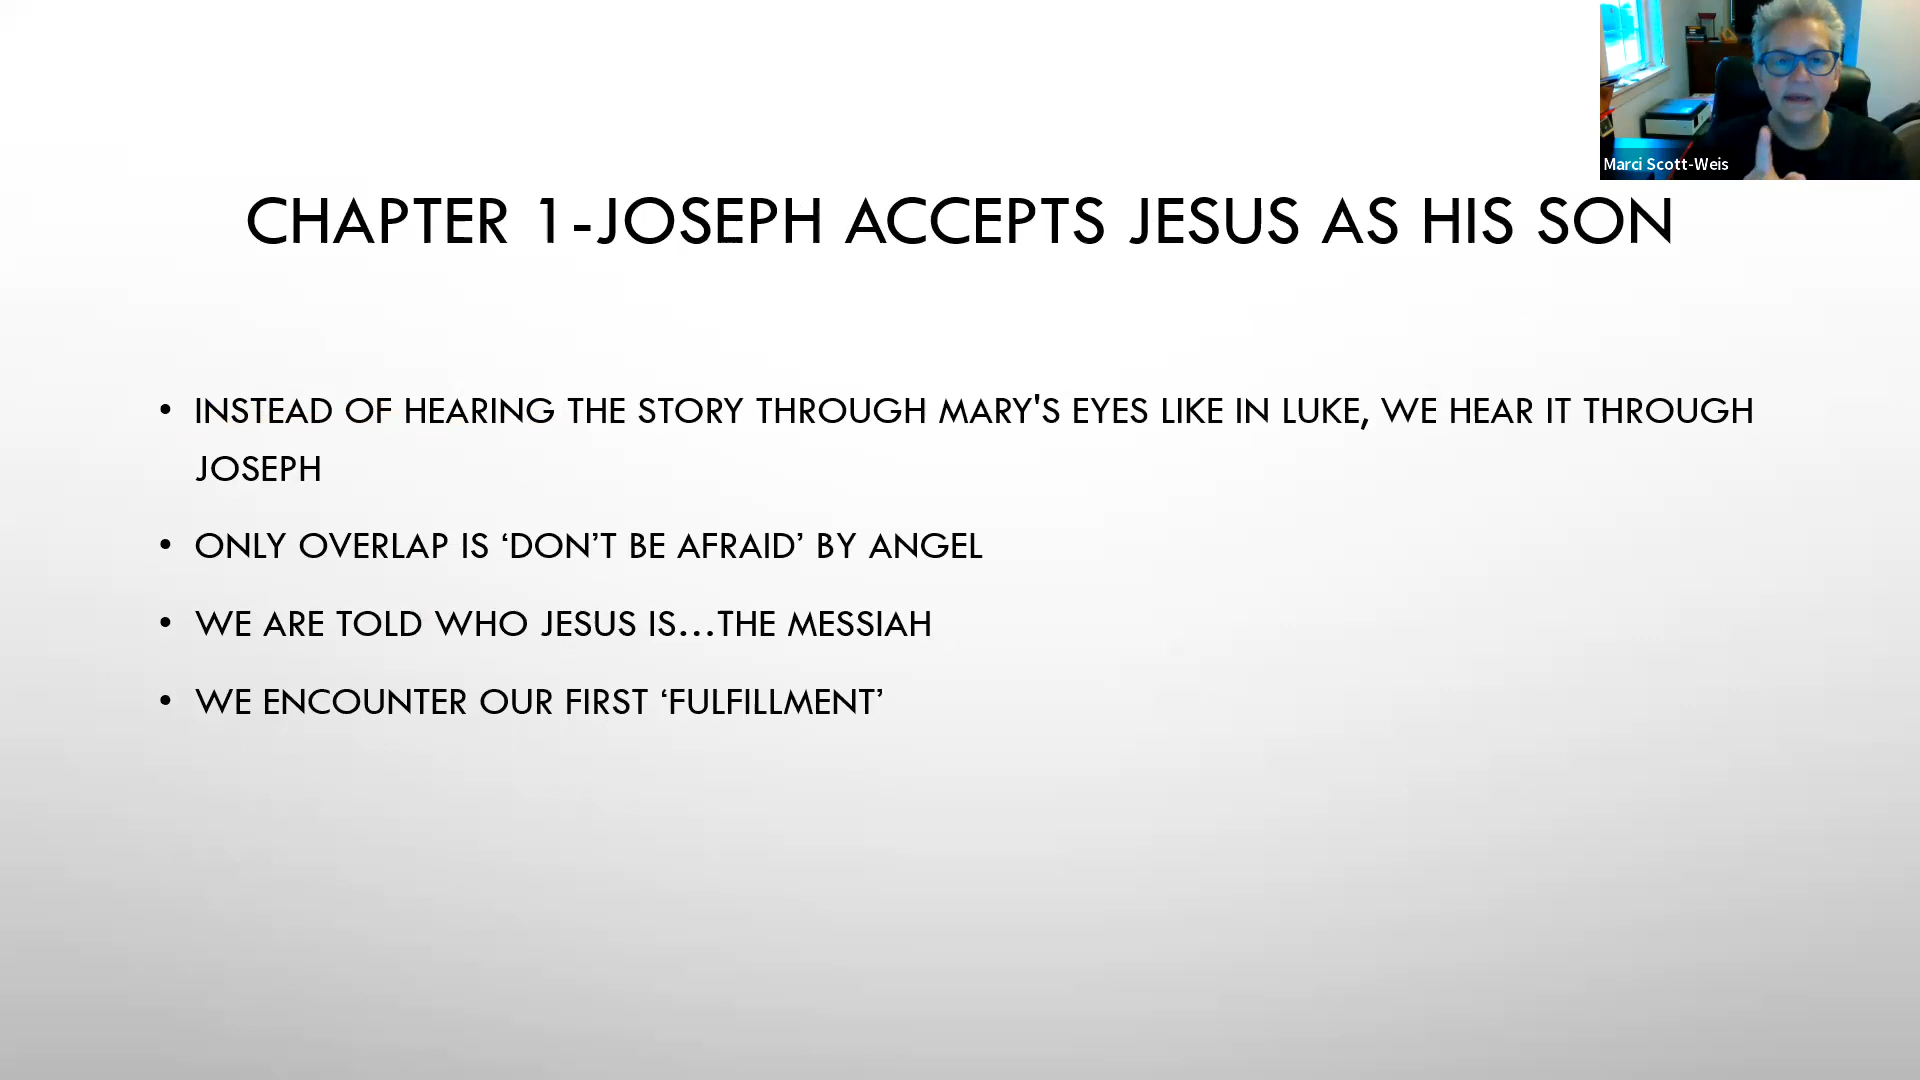 Marci Scott-Weis
CHAPTER 1-JOSEPH ACCEPTS JESUS AS HIS SON
• INSTEAD OF HEARING THE STORY THROUGH MARY'S EYES LIKE IN LUKE, WE HEAR IT THROUGH
JOSEPH
• ONLY OVERLAP IS ‘DON’T BE AFRAID’ BY ANGEL
• WE ARE TOLD WHO JESUS IS…THE MESSIAH
• WE ENCOUNTER OUR FIRST ‘FULFILLMENT’